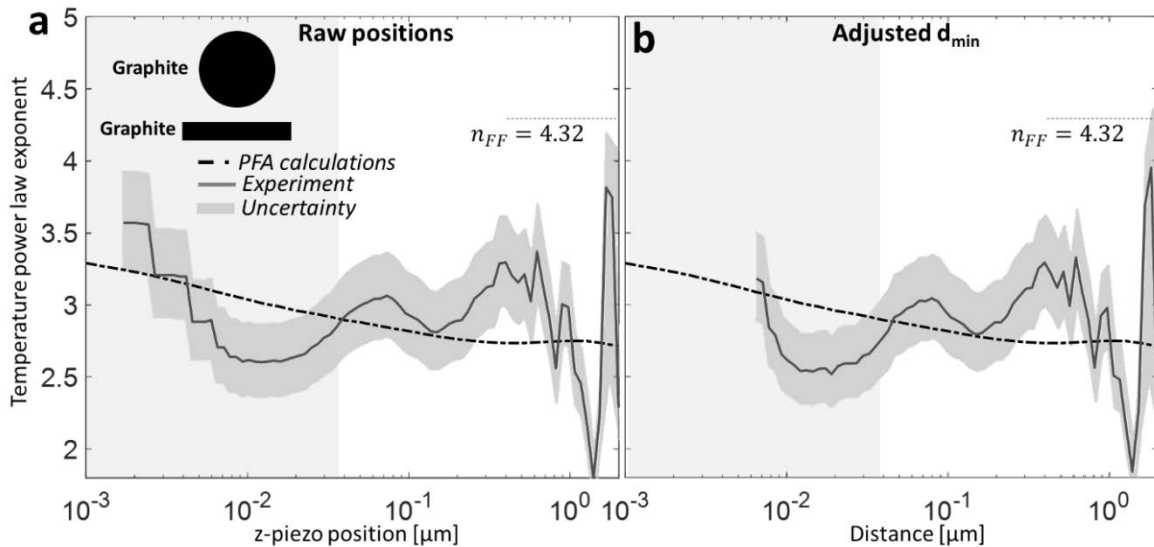 a
Raw positions
Graphite
Graphite
n_FF = 4.32
PFA calculations
Experiment
Uncertainty
Temperature power law exponent
5
4.5
4
3.5
3
2.5
2
10^-3
10^-2
10^-1
10^0
z-piezo position [μm]
b
Adjusted d_min
n_FF = 4.32
10^-3
10^-2
10^-1
10^0
Distance [μm]